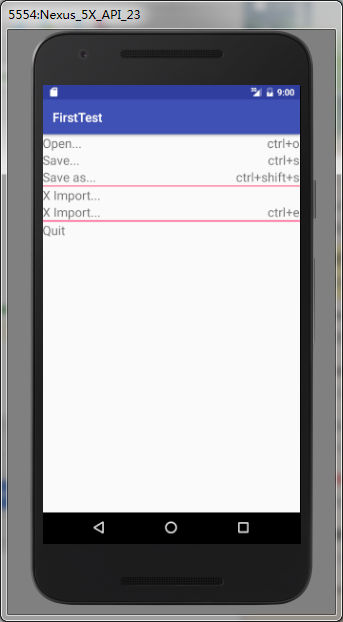 5554:Nexus_5X_API_23
9:00
FirstTest
Open... ctrl+o
Save... ctrl+s
Save as... ctrl+shift+s
X Import...
X Import... ctrl+e
Quit